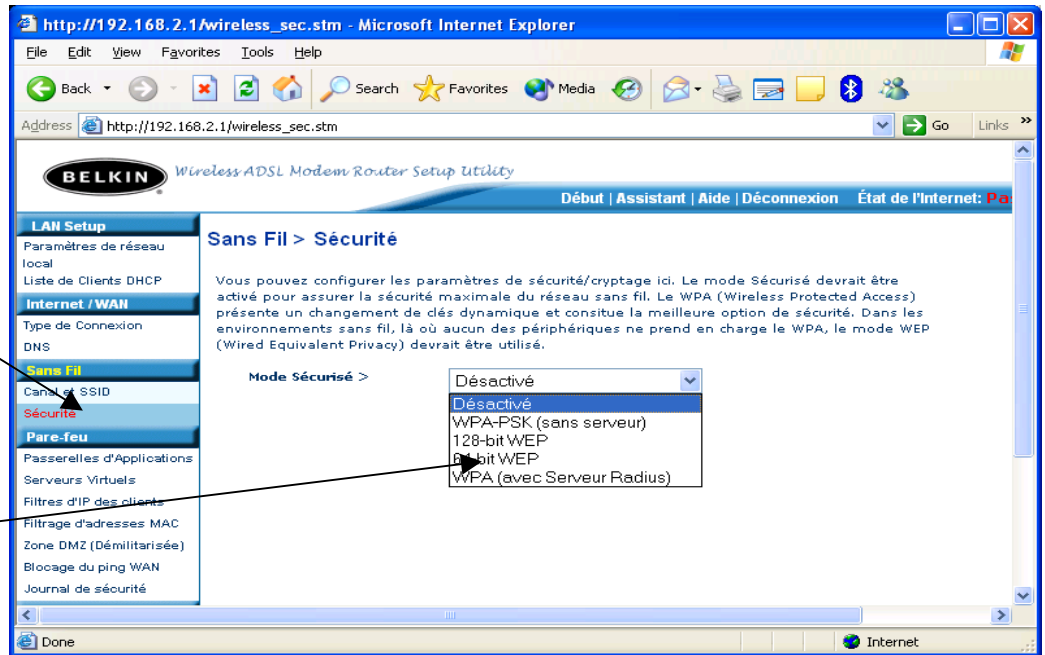 http://192.168.2.1/wireless_sec.stm - Microsoft Internet Explorer
File Edit View Favorites Tools Help
Back Search Favorites Media
Address http://192.168.2.1/wireless_sec.stm Go Links »
BELKIN Wireless ADSL Modem Router Setup Utility
Début | Assistant | Aide | Déconnexion État de l'Internet: Pa
LAN Setup
Paramètres de réseau
local
Liste de Clients DHCP
Internet / WAN
Type de Connexion
DNS
Sans Fil
Canal et SSID
Sécurité
Pare-feu
Passerelles d'Applications
Serveurs Virtuels
Filtres d'IP des clients
Filtrage d'adresses MAC
Zone DMZ (Démilitarisée)
Blocage du ping WAN
Journal de sécurité
Sans Fil > Sécurité
Vous pouvez configurer les paramètres de sécurité/cryptage ici. Le mode Sécurisé devrait être
activé pour assurer la sécurité maximale du réseau sans fil. Le WPA (Wireless Protected Access)
présente un changement de clés dynamique et consitue la meilleure option de sécurité. Dans les
environnements sans fil, là où aucun des périphériques ne prend en charge le WPA, le mode WEP
(Wired Equivalent Privacy) devrait être utilisé.
Mode Sécurisé > Désactivé
Désactivé
WPA-PSK (sans serveur)
128-bit WEP
64-bit WEP
WPA (avec Serveur Radius)
Done Internet